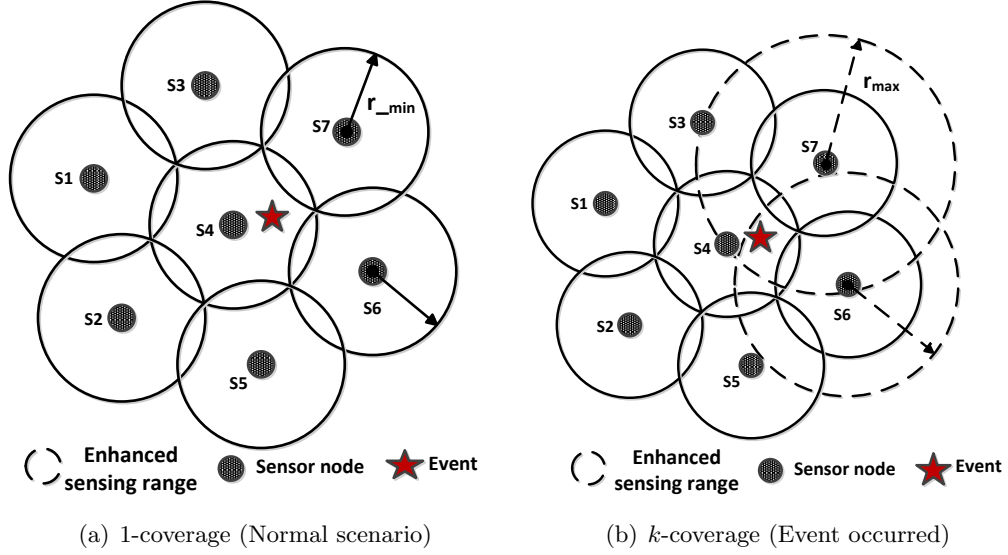 S3
S7
r_min
S1
S4
S6
S2
S5
Enhanced
sensing range
Sensor node
Event
(a) 1-coverage (Normal scenario)
S3
r_max
S7
S1
S4
S6
S2
S5
Enhanced
sensing range
Sensor node
Event
(b) k-coverage (Event occurred)